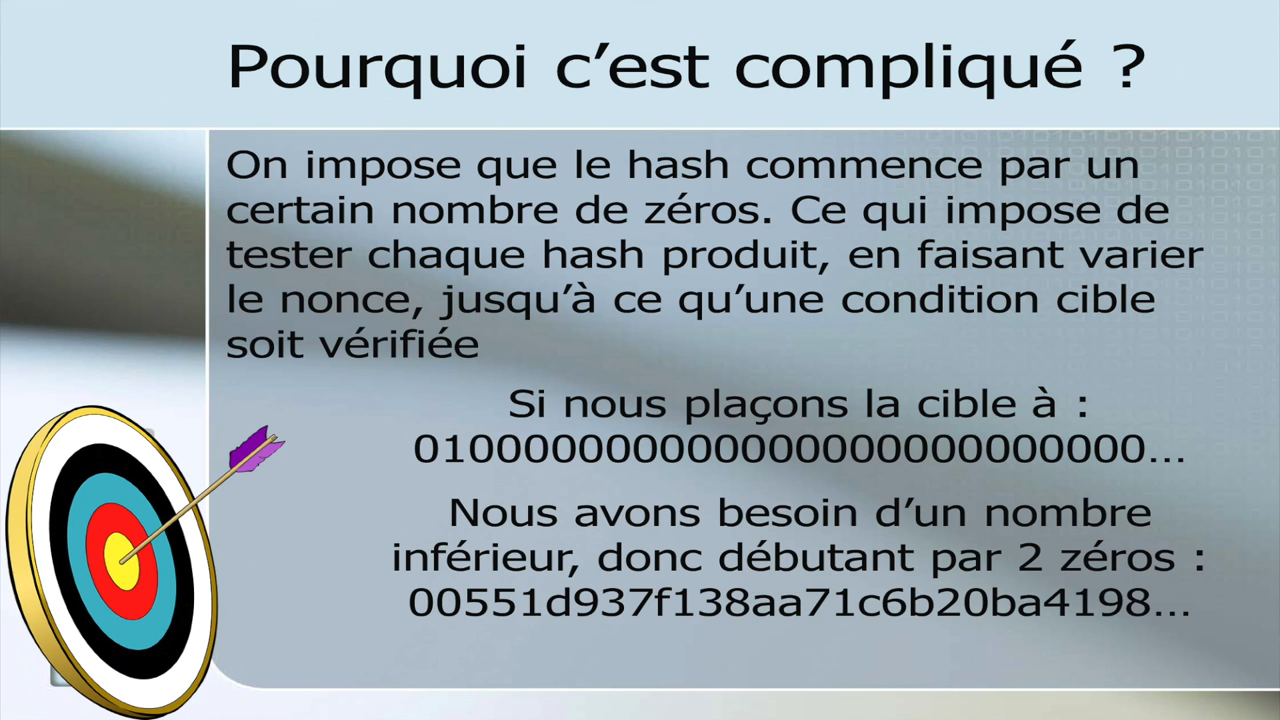 Pourquoi c’est compliqué ?
On impose que le hash commence par un
certain nombre de zéros. Ce qui impose de
tester chaque hash produit, en faisant varier
le nonce, jusqu’à ce qu’une condition cible
soit vérifiée
Si nous plaçons la cible à :
010000000000000000000000000…
Nous avons besoin d’un nombre
inférieur, donc débutant par 2 zéros :
00551d937f138aa71c6b20ba4198…